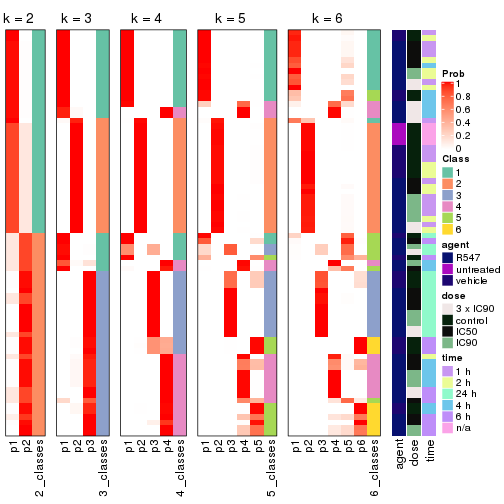 k = 2 k = 3 k = 4 k = 5 k = 6
p1 p2 2_classes
p1 p2 p3 3_classes
p1 p2 p3 p4 4_classes
p1 p2 p3 p4 p5 5_classes
p1 p2 p3 p4 p5 p6 6_classes
agent dose time
Prob
1
0.8
0.6
0.4
0.2
0
Class
1
2
3
4
5
6
agent
R547
untreated
vehicle
dose
3 x IC90
control
IC50
IC90
time
1 h
2 h
24 h
4 h
6 h
n/a